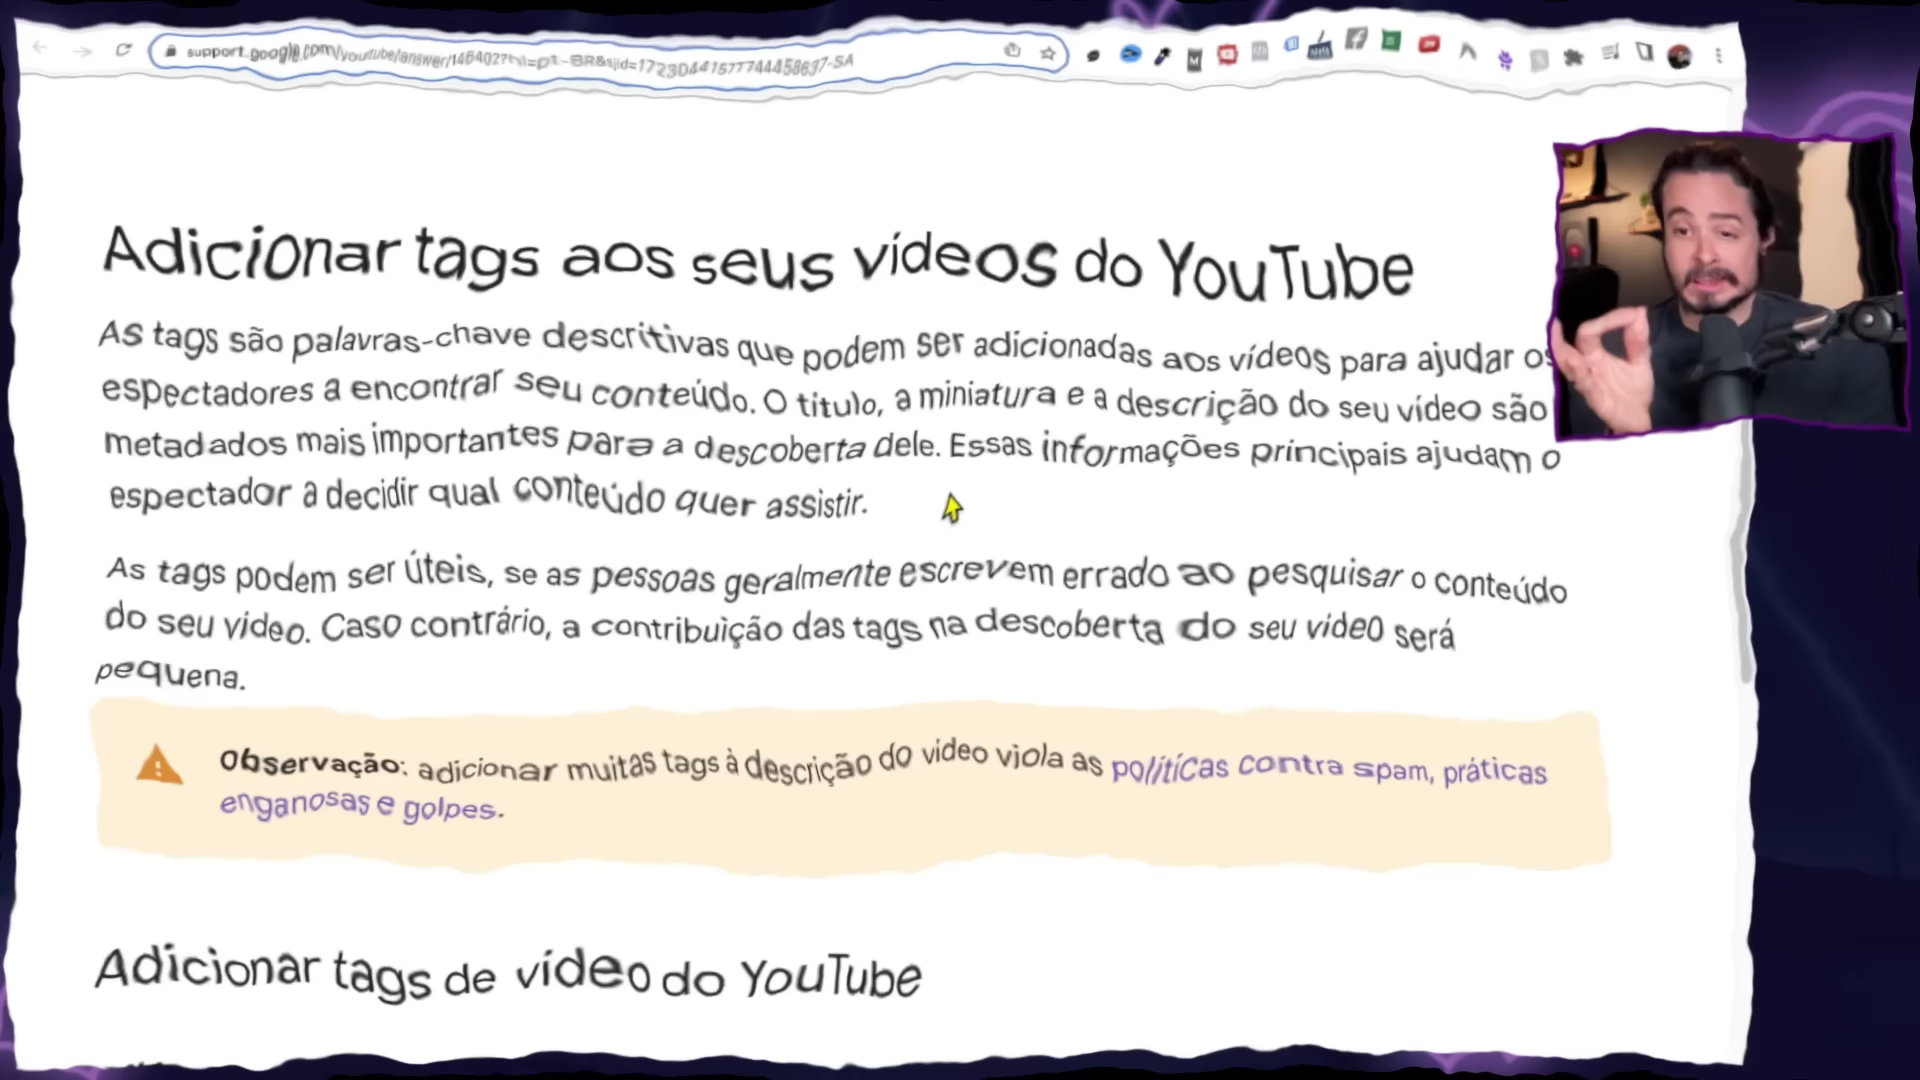 Adicionar tags aos seus vídeos do YouTube
As tags são palavras-chave descritivas que podem ser adicionadas aos vídeos para ajudar os
espectadores a encontrar seu conteúdo. O título, a miniatura e a descrição do seu vídeo são
metadados mais importantes para a descoberta dele. Essas informações principais ajudam o
espectador a decidir qual conteúdo quer assistir.
As tags podem ser úteis, se as pessoas geralmente escrevem errado ao pesquisar o conteúdo
do seu vídeo. Caso contrário, a contribuição das tags na descoberta do seu vídeo será
pequena.
Observação: adicionar muitas tags à descrição do vídeo viola as políticas contra spam, práticas
enganosas e golpes.
Adicionar tags de vídeo do YouTube